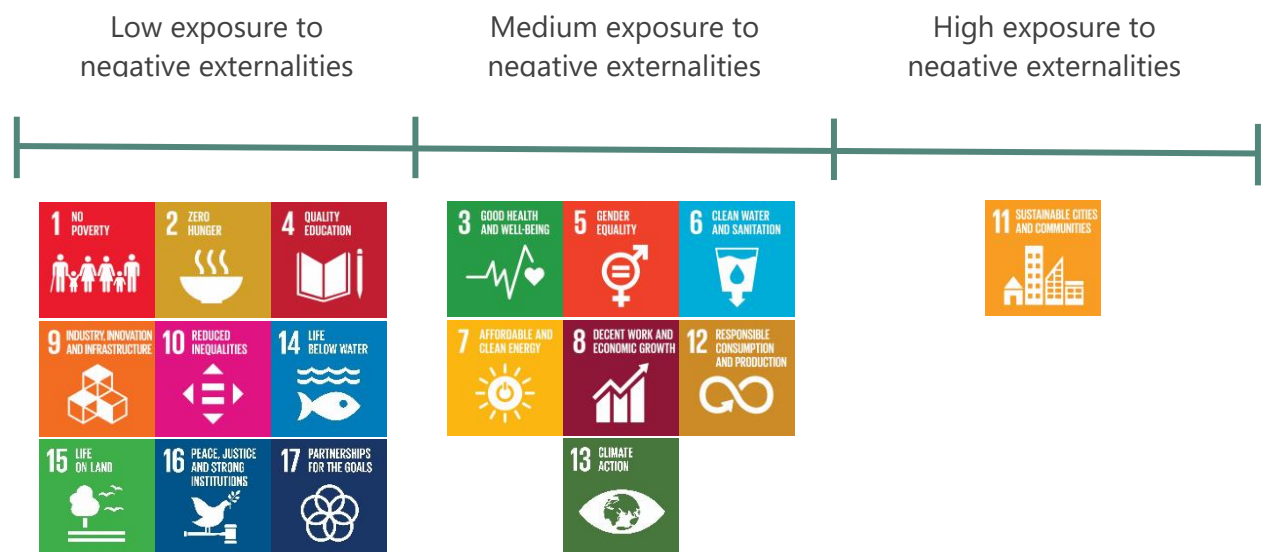 Low exposure to
negative externalities
Medium exposure to
negative externalities
High exposure to
negative externalities
1 NO
POVERTY
2 ZERO
HUNGER
4 QUALITY
EDUCATION
9 INDUSTRY, INNOVATION
AND INFRASTRUCTURE
10 REDUCED
INEQUALITIES
14 LIFE
BELOW WATER
15 LIFE
ON LAND
16 PEACE, JUSTICE
AND STRONG
INSTITUTIONS
17 PARTNERSHIPS
FOR THE GOALS
3 GOOD HEALTH
AND WELL-BEING
5 GENDER
EQUALITY
6 CLEAN WATER
AND SANITATION
7 AFFORDABLE AND
CLEAN ENERGY
8 DECENT WORK AND
ECONOMIC GROWTH
12 RESPONSIBLE
CONSUMPTION
AND PRODUCTION
13 CLIMATE
ACTION
11 SUSTAINABLE CITIES
AND COMMUNITIES